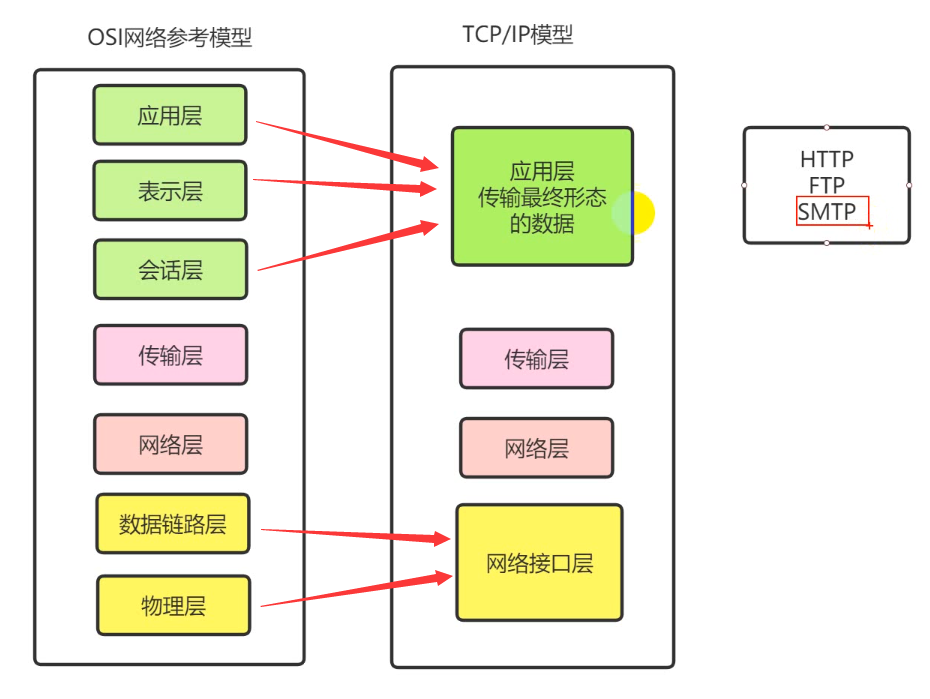 OSI网络参考模型
应用层
表示层
会话层
传输层
网络层
数据链路层
物理层
TCP/IP模型
应用层
传输最终形态
的数据
传输层
网络层
网络接口层
HTTP
FTP
SMTP